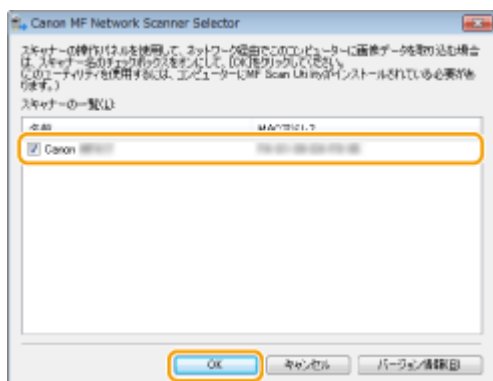 Canon MF Network Scanner Selector
スキャナーの操作パネルを使用して、ネットワーク経由でこのコンピューターに画像データを取り込む場合
は、スキャナー名のチェックボックスをオンにして、[OK]をクリックしてください。
(このユーティリティを使用するには、コンピューターにMF Scan Utilityがインストールされている必要があ
ります。)
スキャナーの一覧(L):
名前 MACアドレス
Canon
OK キャンセル バージョン情報(B)